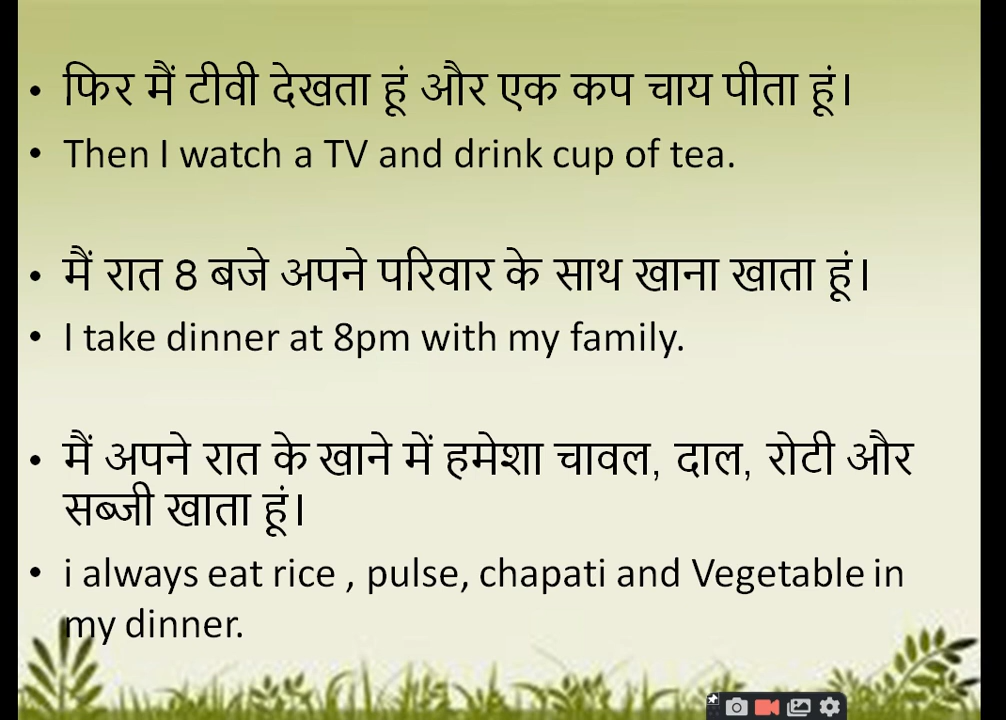 • फिर मैं टीवी देखता हूं और एक कप चाय पीता हूं।
• Then I watch a TV and drink cup of tea.
• मैं रात 8 बजे अपने परिवार के साथ खाना खाता हूं।
• I take dinner at 8pm with my family.
• मैं अपने रात के खाने में हमेशा चावल, दाल, रोटी और
सब्जी खाता हूं।
• i always eat rice , pulse, chapati and Vegetable in
my dinner.